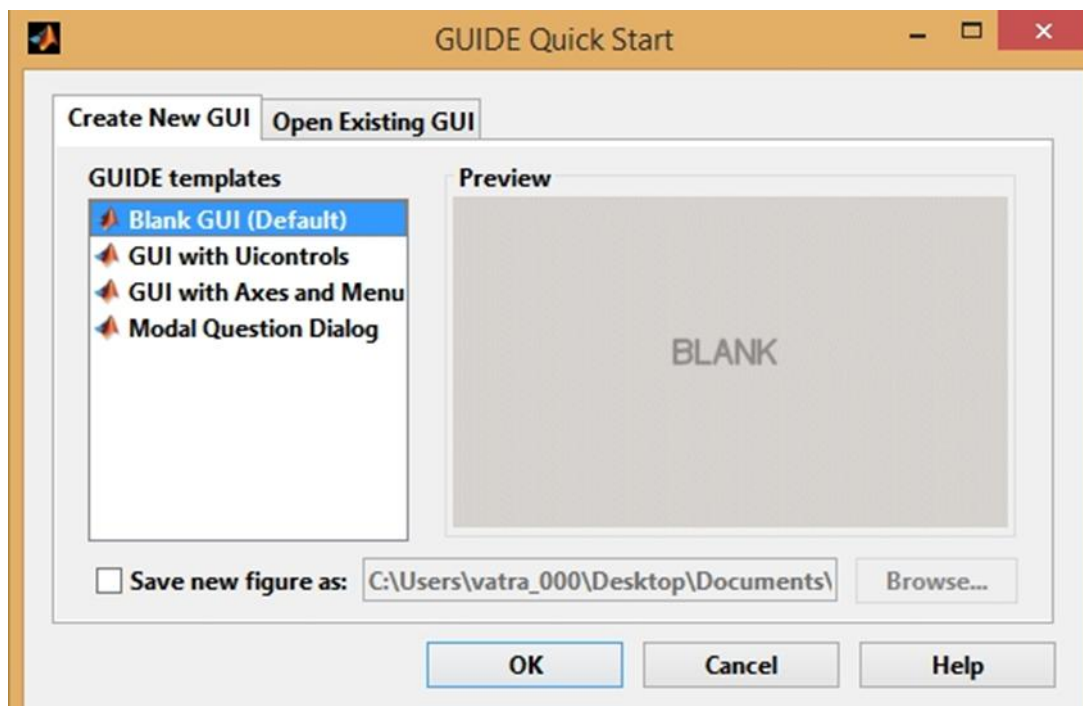 GUIDE Quick Start
Create New GUI
Open Existing GUI
GUIDE templates
Preview
Blank GUI (Default)
GUI with Uicontrols
GUI with Axes and Menu
Modal Question Dialog
BLANK
Save new figure as:
C:\Users\vatra_000\Desktop\Documents\
Browse...
OK
Cancel
Help